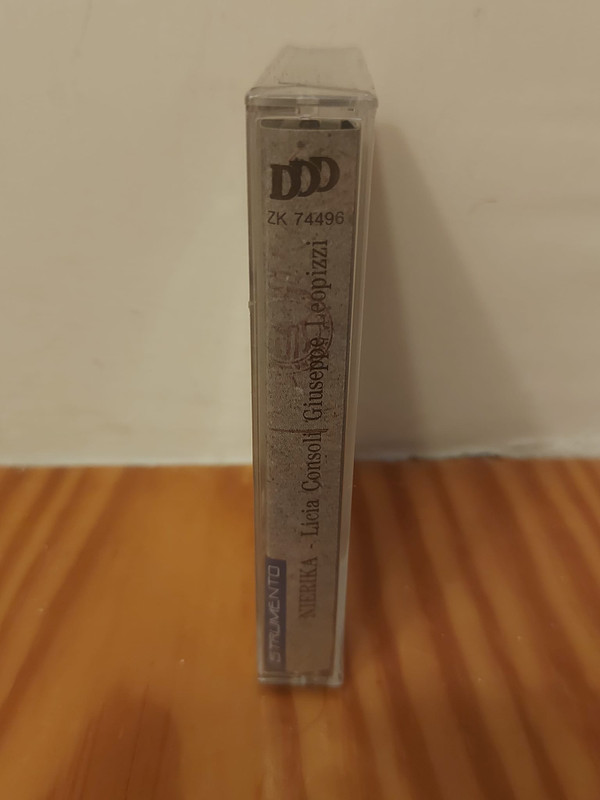 DDD
ZK 74496
NIERIKA - Licia Consoli Giuseppe Leopizzi
STRUMENTO